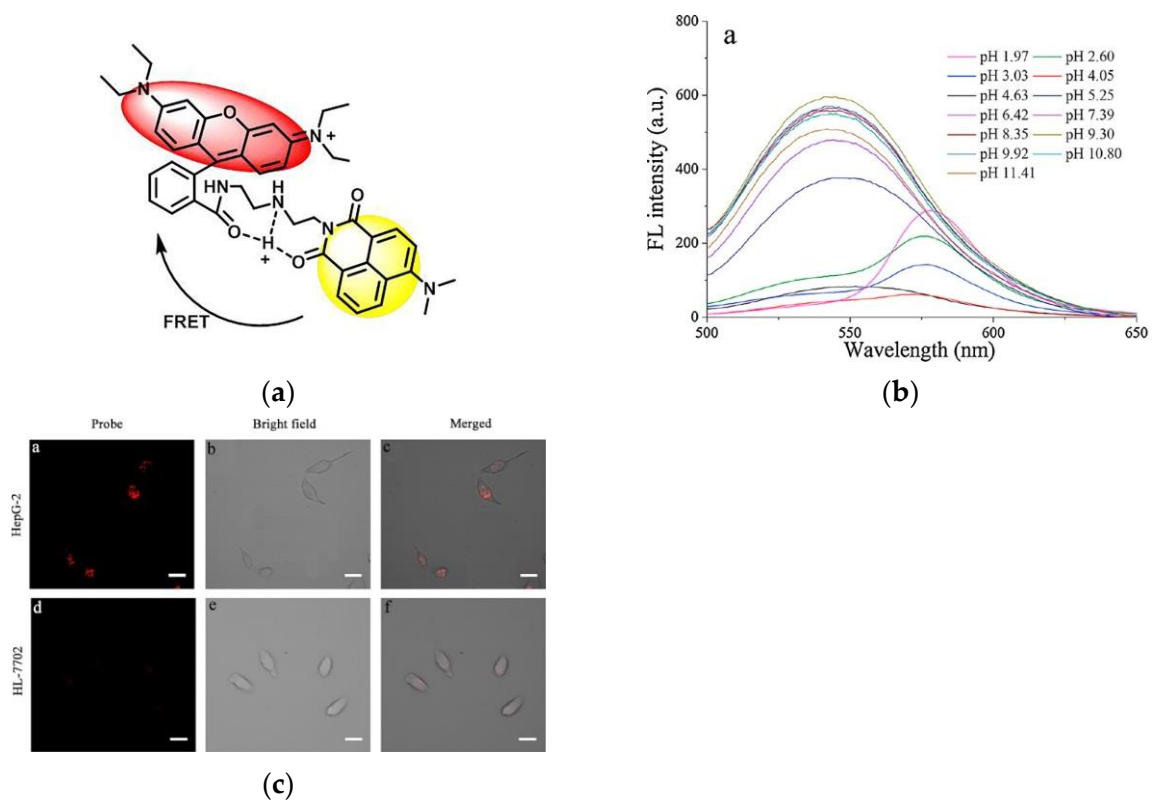 N
O
N
+
HN
HN
O
H
+
N
O
O
N
FRET
(a)
a
FL intensity (a.u.)
800
600
400
200
0
500
550
600
650
Wavelength (nm)
pH 1.97
pH 2.60
pH 3.03
pH 4.05
pH 4.63
pH 5.25
pH 6.42
pH 7.39
pH 8.35
pH 9.30
pH 9.92
pH 10.80
pH 11.41
(b)
Probe
Bright field
Merged
HepG-2
a
b
c
HL-7702
d
e
f
(c)